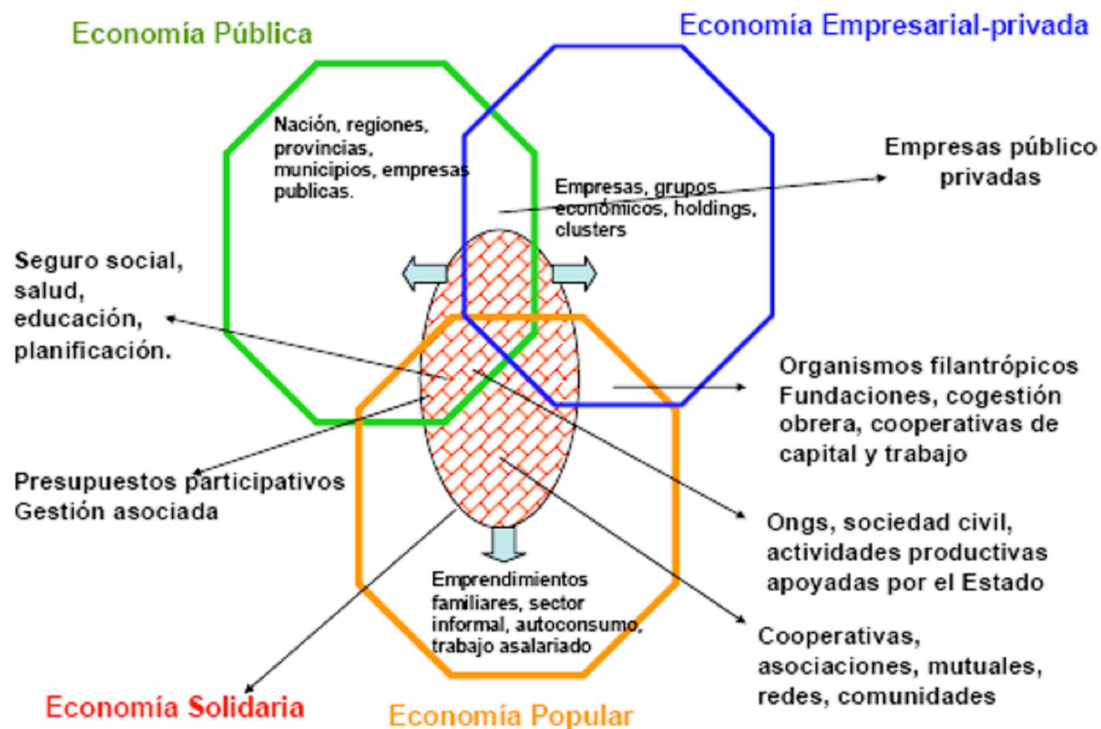 Economía Pública
Economía Empresarial-privada
Nación, regiones,
provincias,
municipios, empresas
publicas.
Empresas, grupos
económicos, holdings,
clusters
Empresas público
privadas
Seguro social,
salud,
educación,
planificación.
Organismos filantrópicos
Fundaciones, cogestión
obrera, cooperativas de
capital y trabajo
Presupuestos participativos
Gestión asociada
Ongs, sociedad civil,
actividades productivas
apoyadas por el Estado
Emprendimientos
familiares, sector
informal, autoconsumo,
trabajo asalariado
Cooperativas,
asociaciones, mutuales,
redes, comunidades
Economía Solidaria
Economía Popular